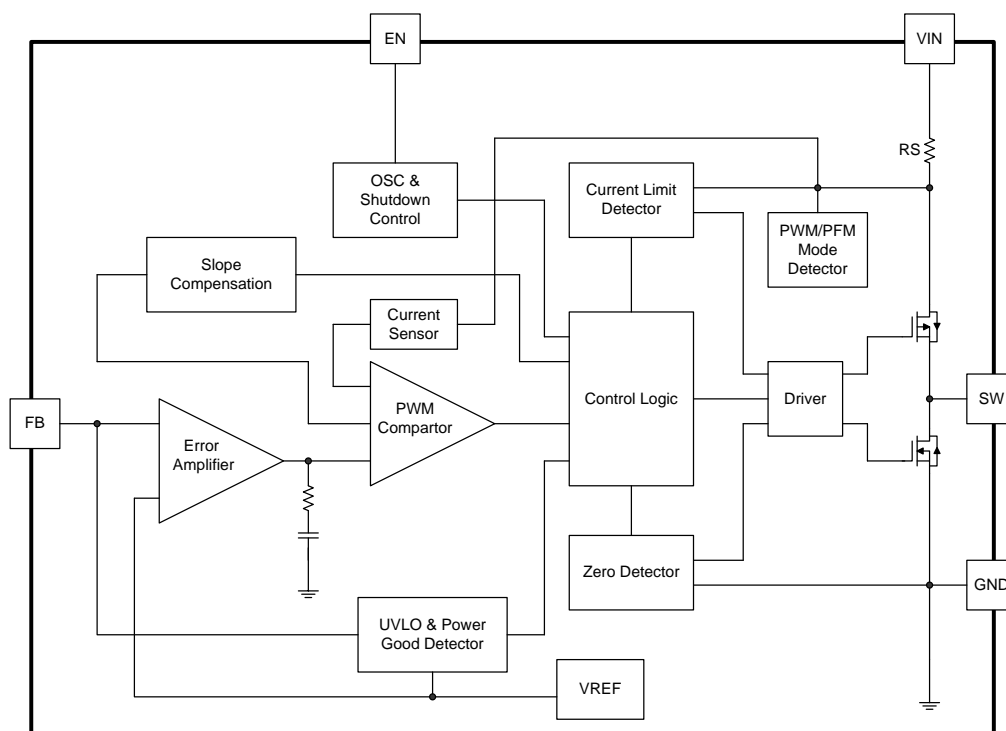 EN
VIN
RS
OSC &
Shutdown
Control
Current Limit
Detector
PWM/PFM
Mode
Detector
Slope
Compensation
Current
Sensor
PWM
Compartor
Control Logic
Driver
SW
FB
Error
Amplifier
Zero Detector
GND
UVLO & Power
Good Detector
VREF